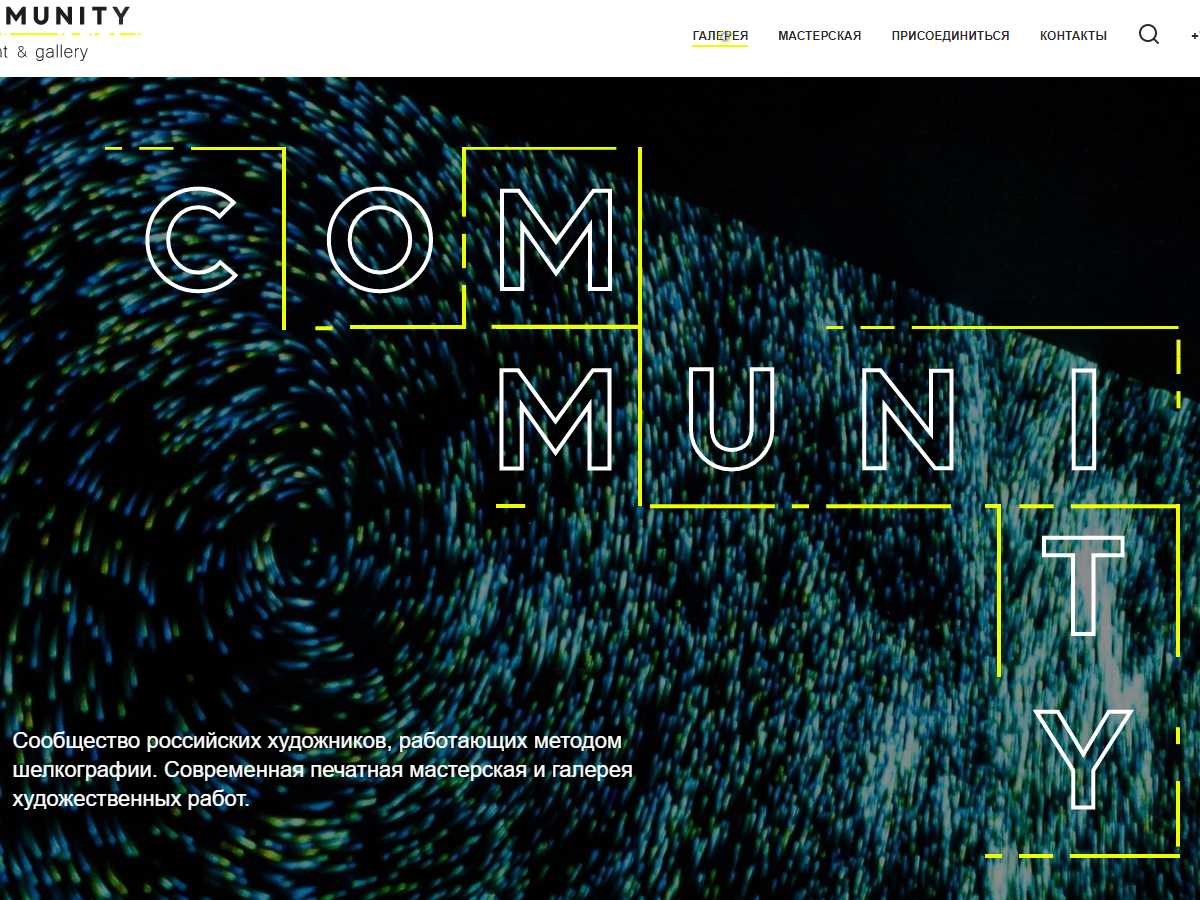 MUNITY
nt & gallery
ГАЛЕРЕЯ МАСТЕРСКАЯ ПРИСОЕДИНИТЬСЯ КОНТАКТЫ
COM
MUNI
T
Y
Сообщество российских художников, работающих методом
шелкографии. Современная печатная мастерская и галерея
художественных работ.